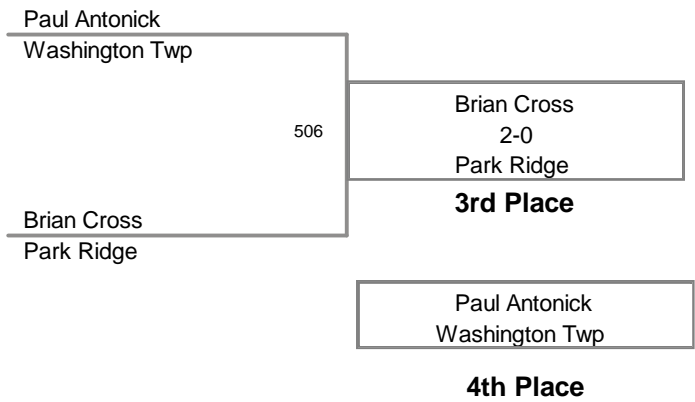 Paul Antonick
Washington Twp
506
Brian Cross
2-0
Park Ridge
3rd Place
Brian Cross
Park Ridge
Paul Antonick
Washington Twp
4th Place